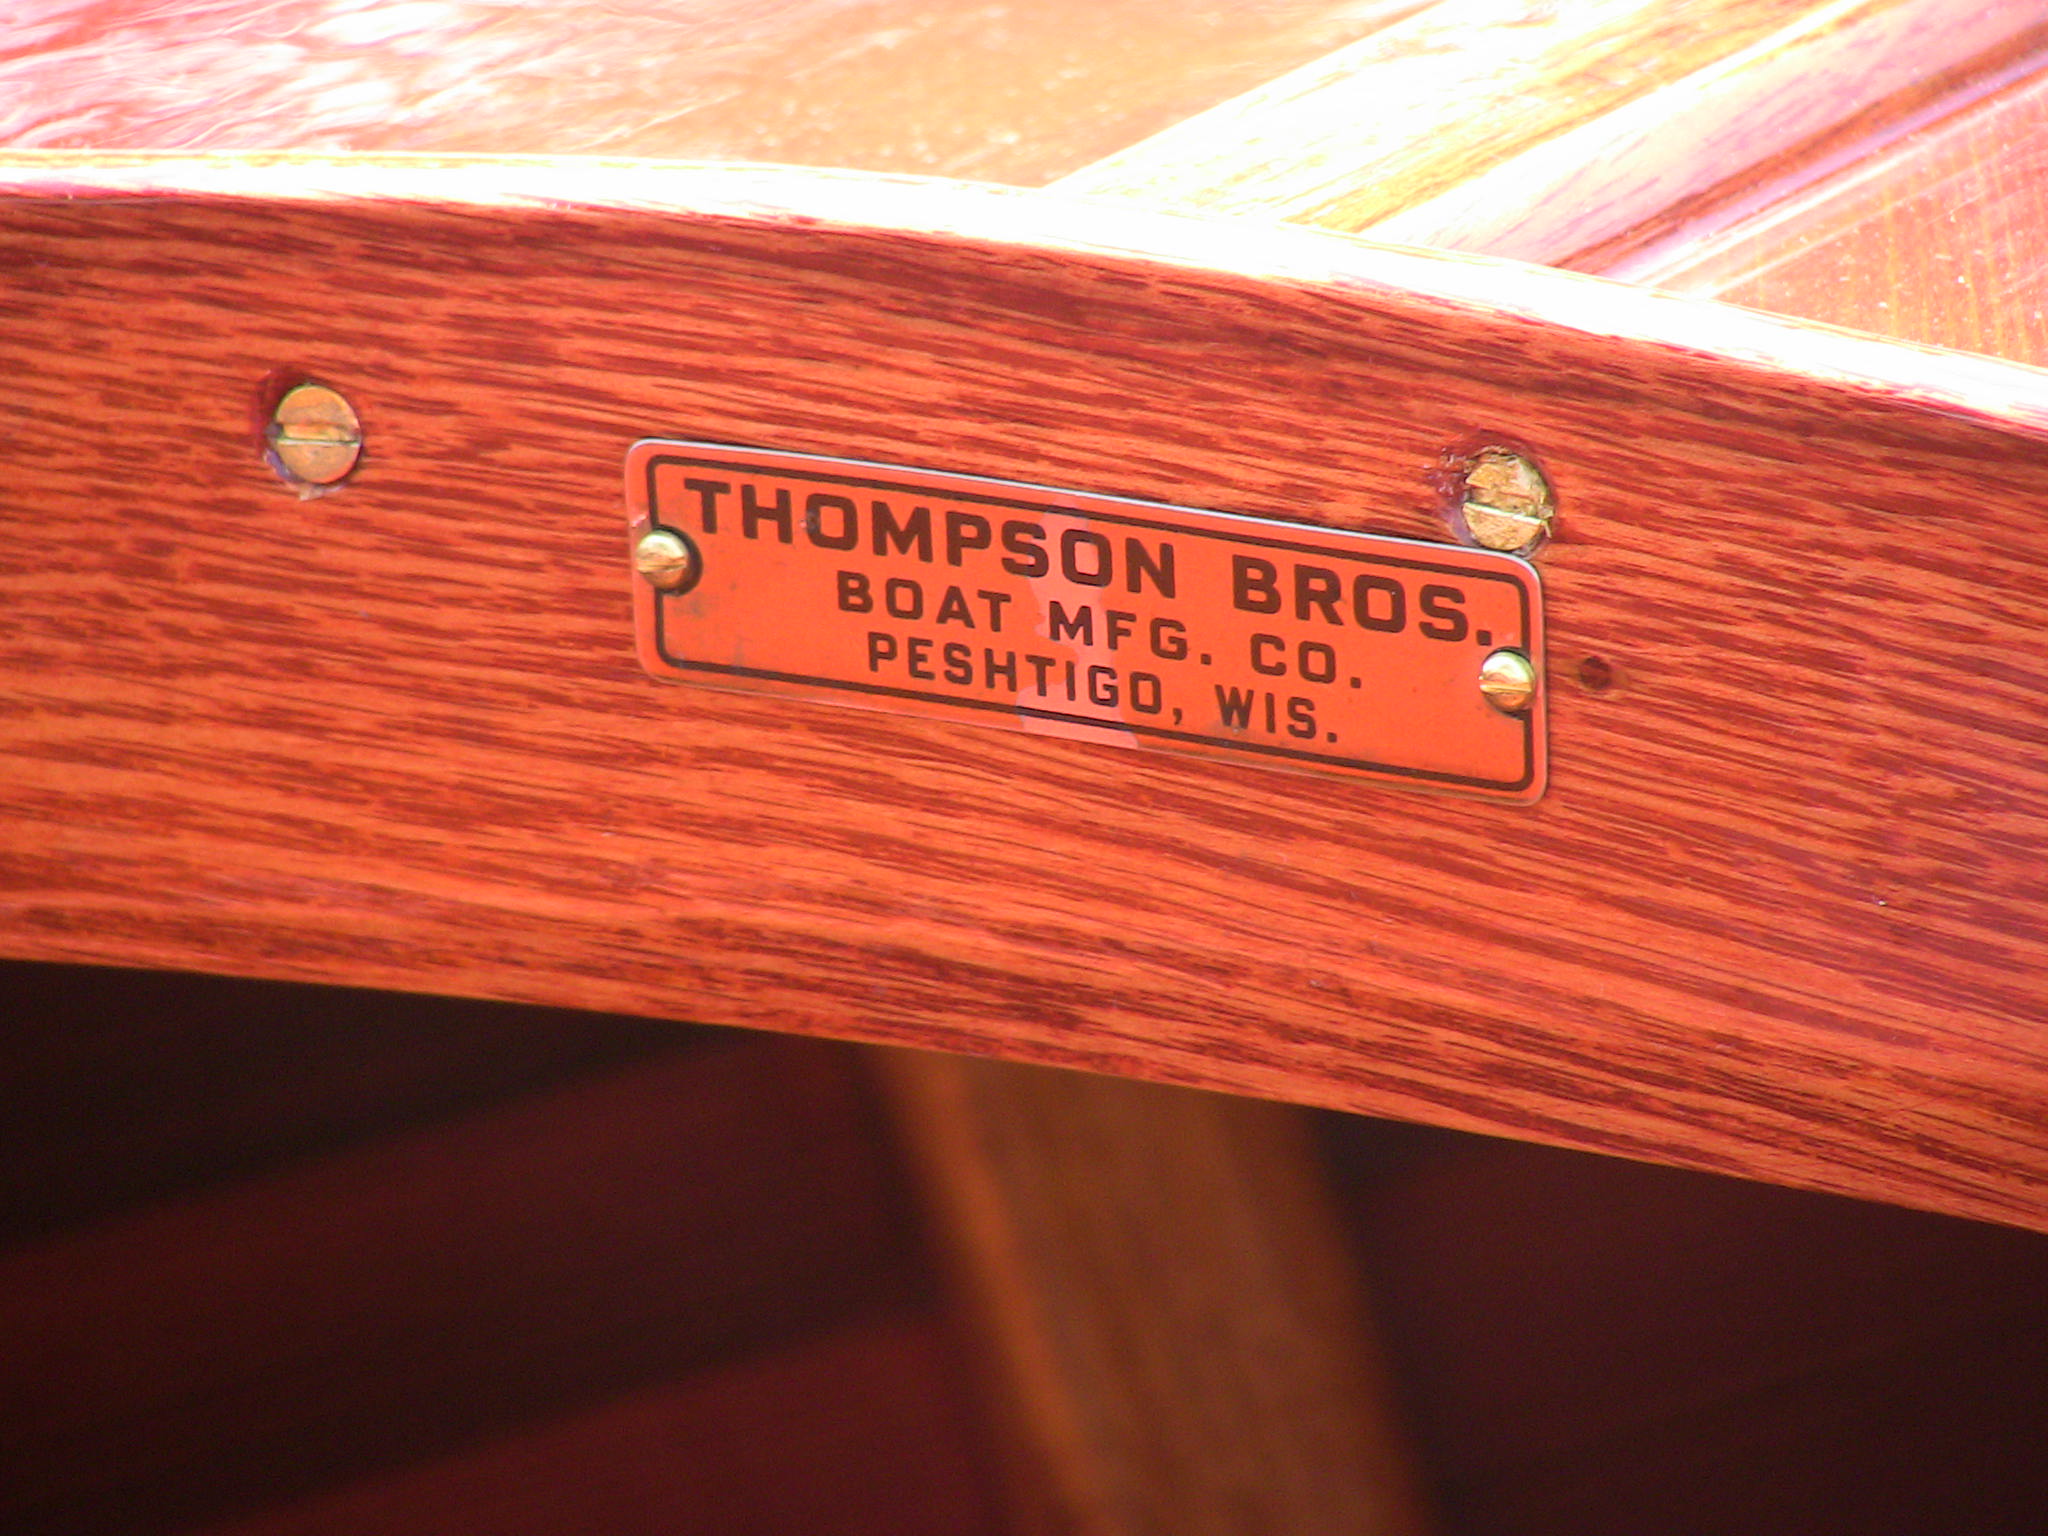 THOMPSON BROS.
BOAT MFG. CO.
PESHTIGO, WIS.